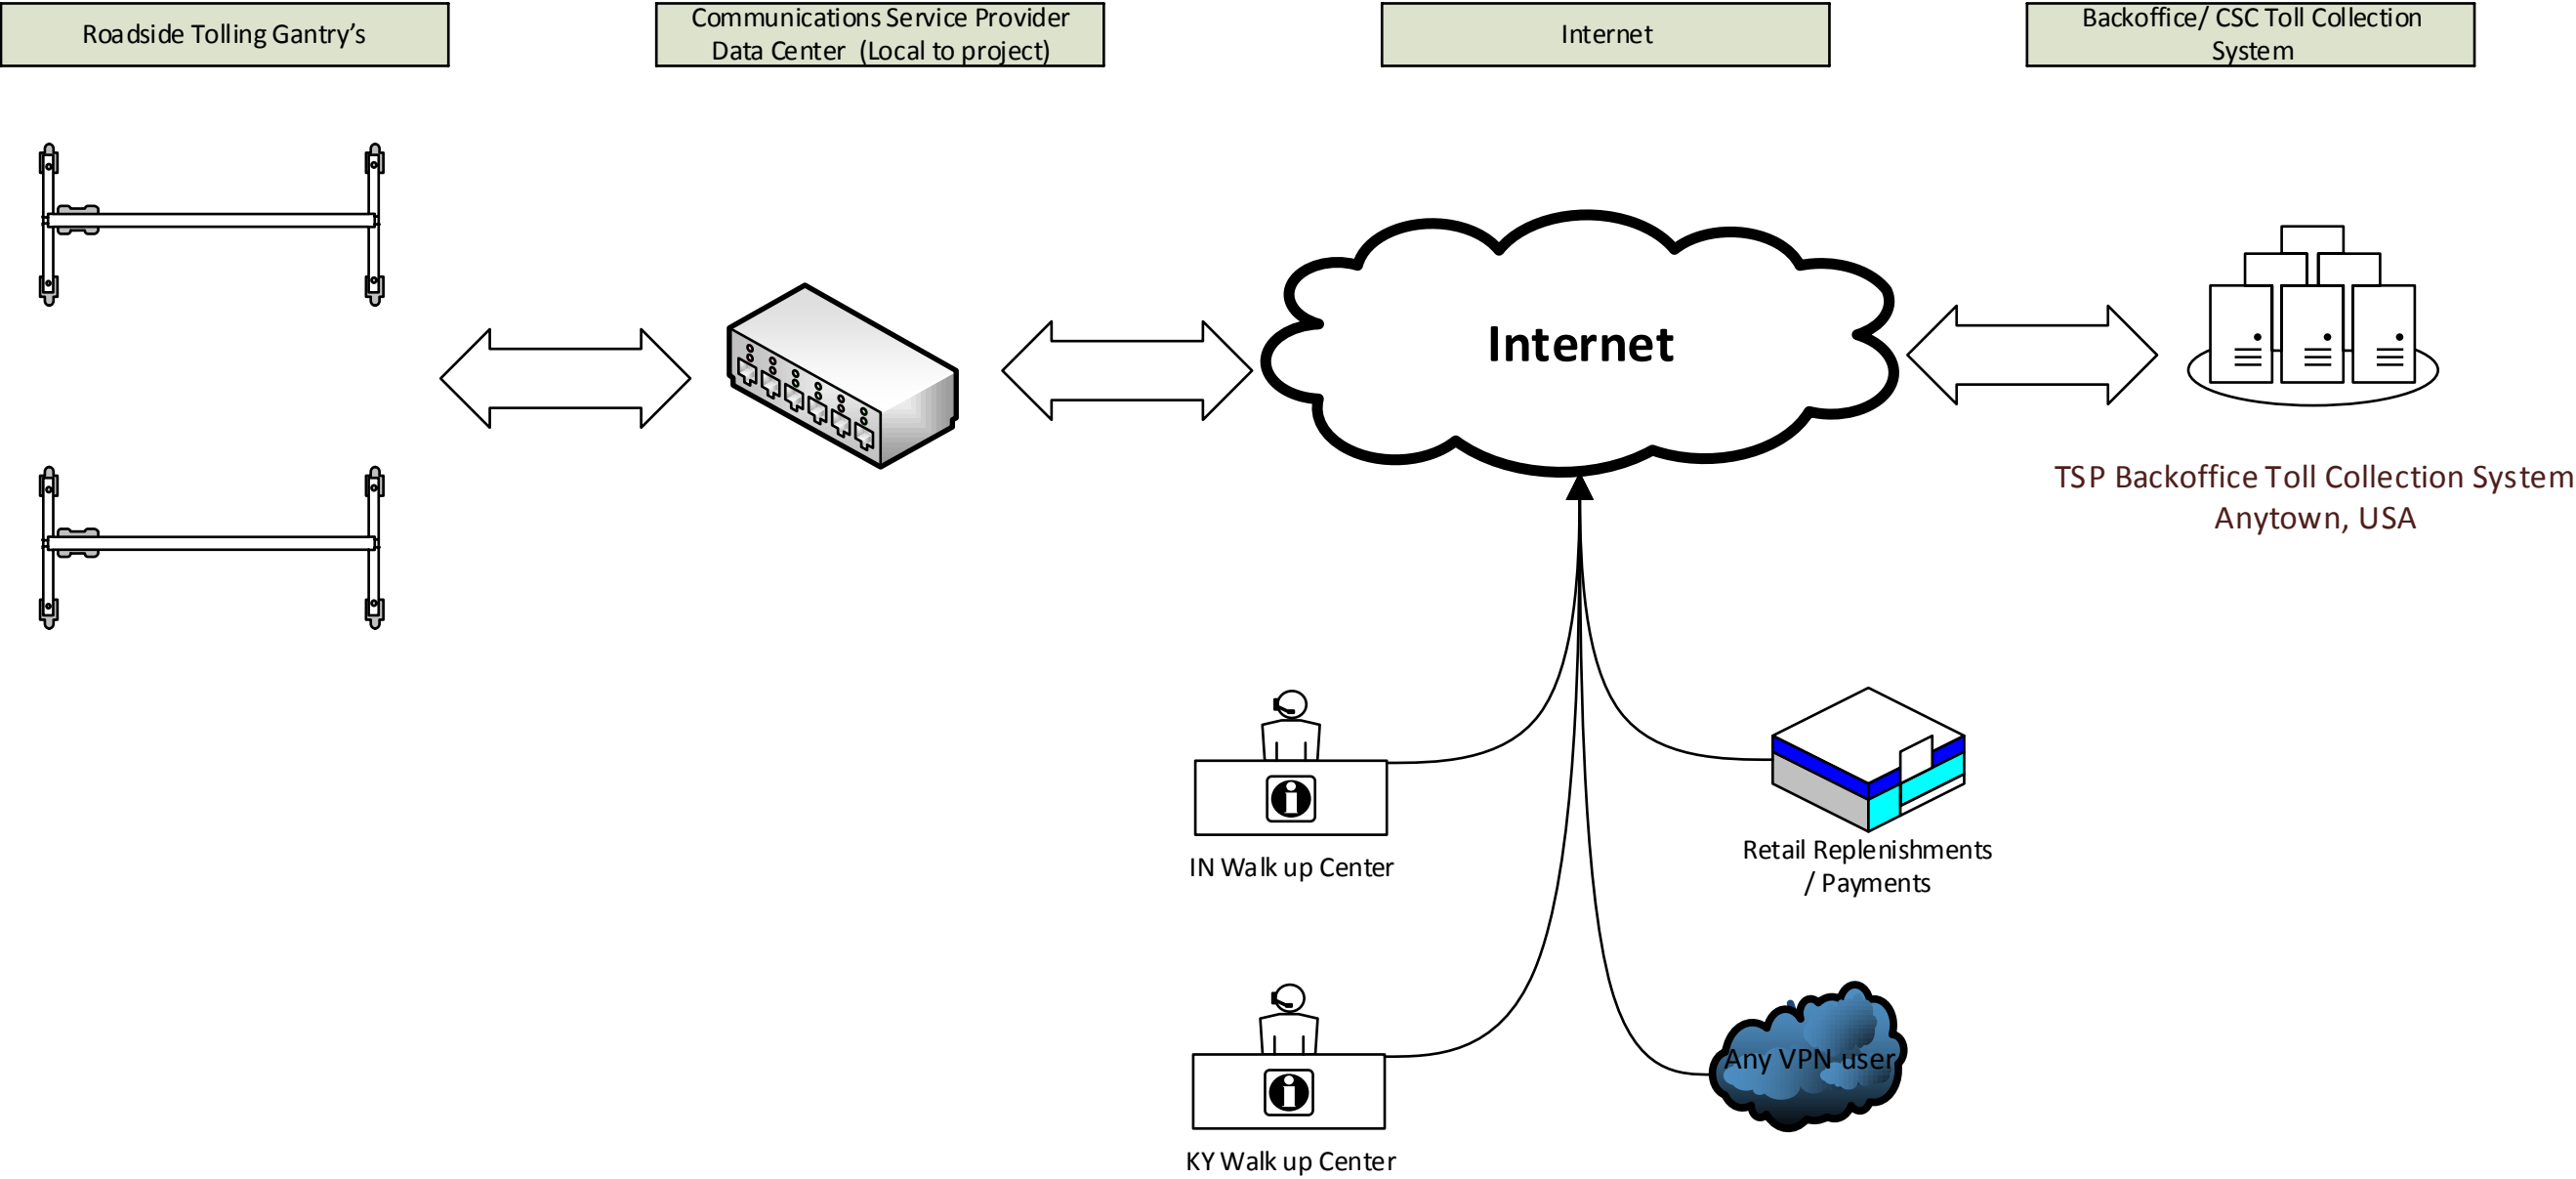 Roadside Tolling Gantry's
Communications Service Provider
Data Center (Local to project)
Internet
Backoffice/ CSC Toll Collection
System
Internet
TSP Backoffice Toll Collection System
Anytown, USA
IN Walk up Center
Retail Replenishments
/ Payments
Any VPN user
KY Walk up Center